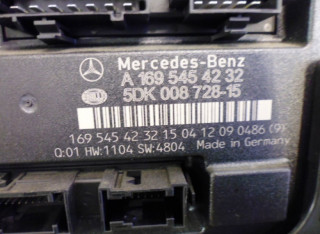 Mercedes-Benz
A 169 545 42 32
HELLA 5DK 008 728-15
169 545 42 32 15 04 12 09 0486 (9)
Q:01 HW:1104 SW:4804 Made in Germany